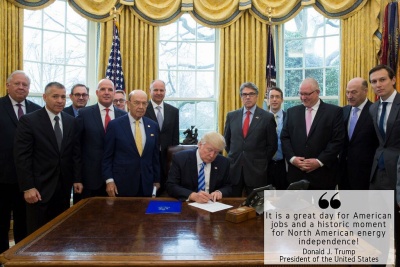 “
It is a great day for American
jobs and a historic moment
for North American energy
independence!
Donald J. Trump
President of the United States